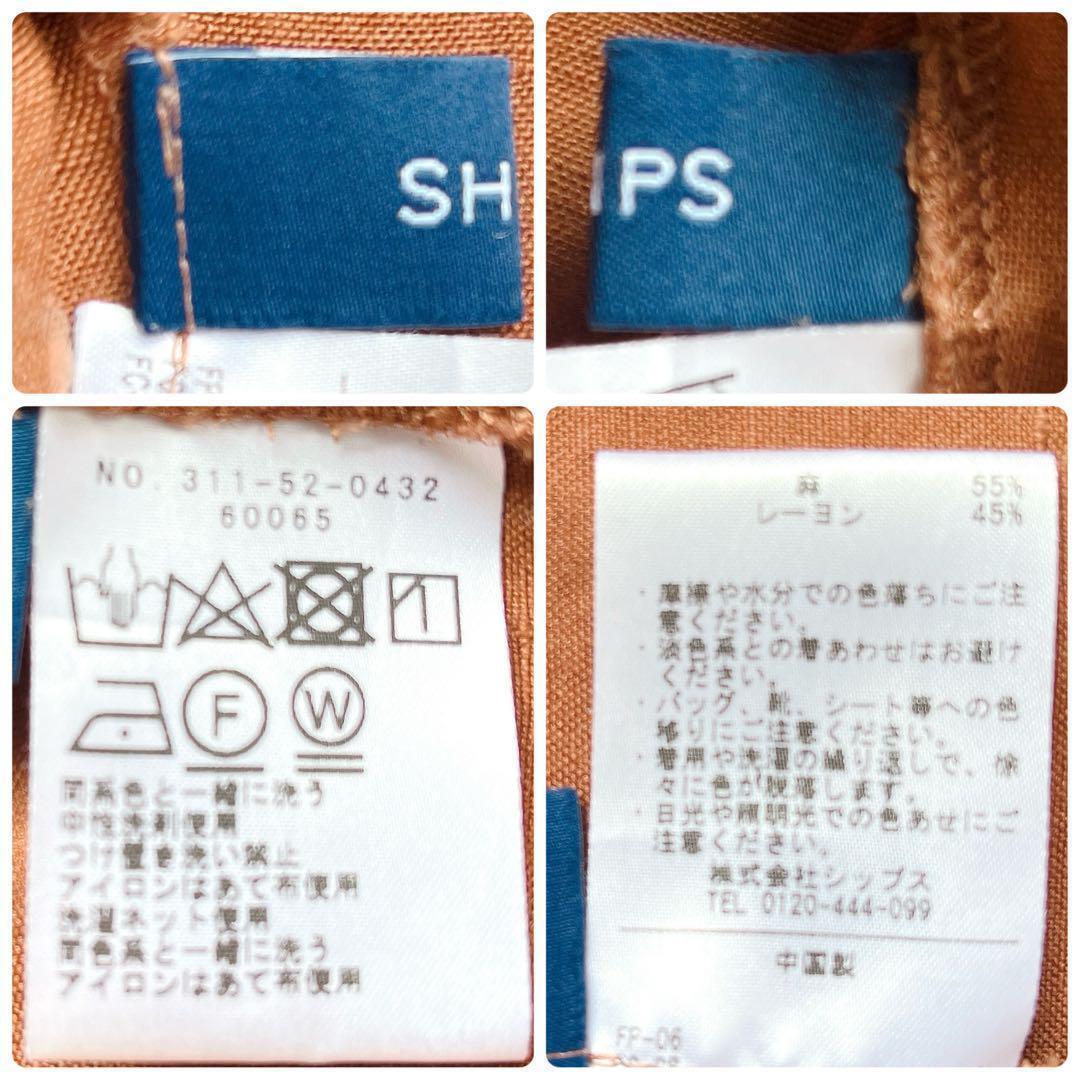 SH
IPS
NO. 311-52-0432
60065
F
W
同系色と一緒に洗う
中性洗剤使用
つけ置き洗い禁止
アイロンはあて布使用
洗濯ネット使用
同色系と一緒に洗う
アイロンはあて布使用
麻 55%
レーヨン 45%
・摩擦や水分での色落ちにご注
意ください。
・淡色系との着あわせはお避け
ください。
・バッグ、靴、シート等への色
移りにご注意ください。
・着用や洗濯の繰り返しで、徐
々に色が脱落します。
・日光や照明光での色あせにご
注意ください。
株式会社シップス
TEL 0120-444-099
中国製
FP-06